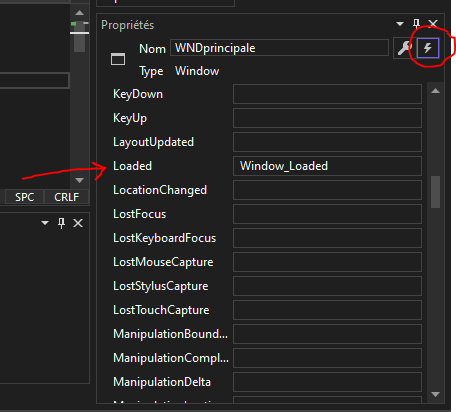 Propriétés
Nom WNDprincipale
Type Window
KeyDown
KeyUp
LayoutUpdated
Loaded Window_Loaded
LocationChanged
SPC CRLF
LostFocus
LostKeyboardFocus
LostMouseCapture
LostStylusCapture
LostTouchCapture
ManipulationBound...
ManipulationComple...
ManipulationDelta